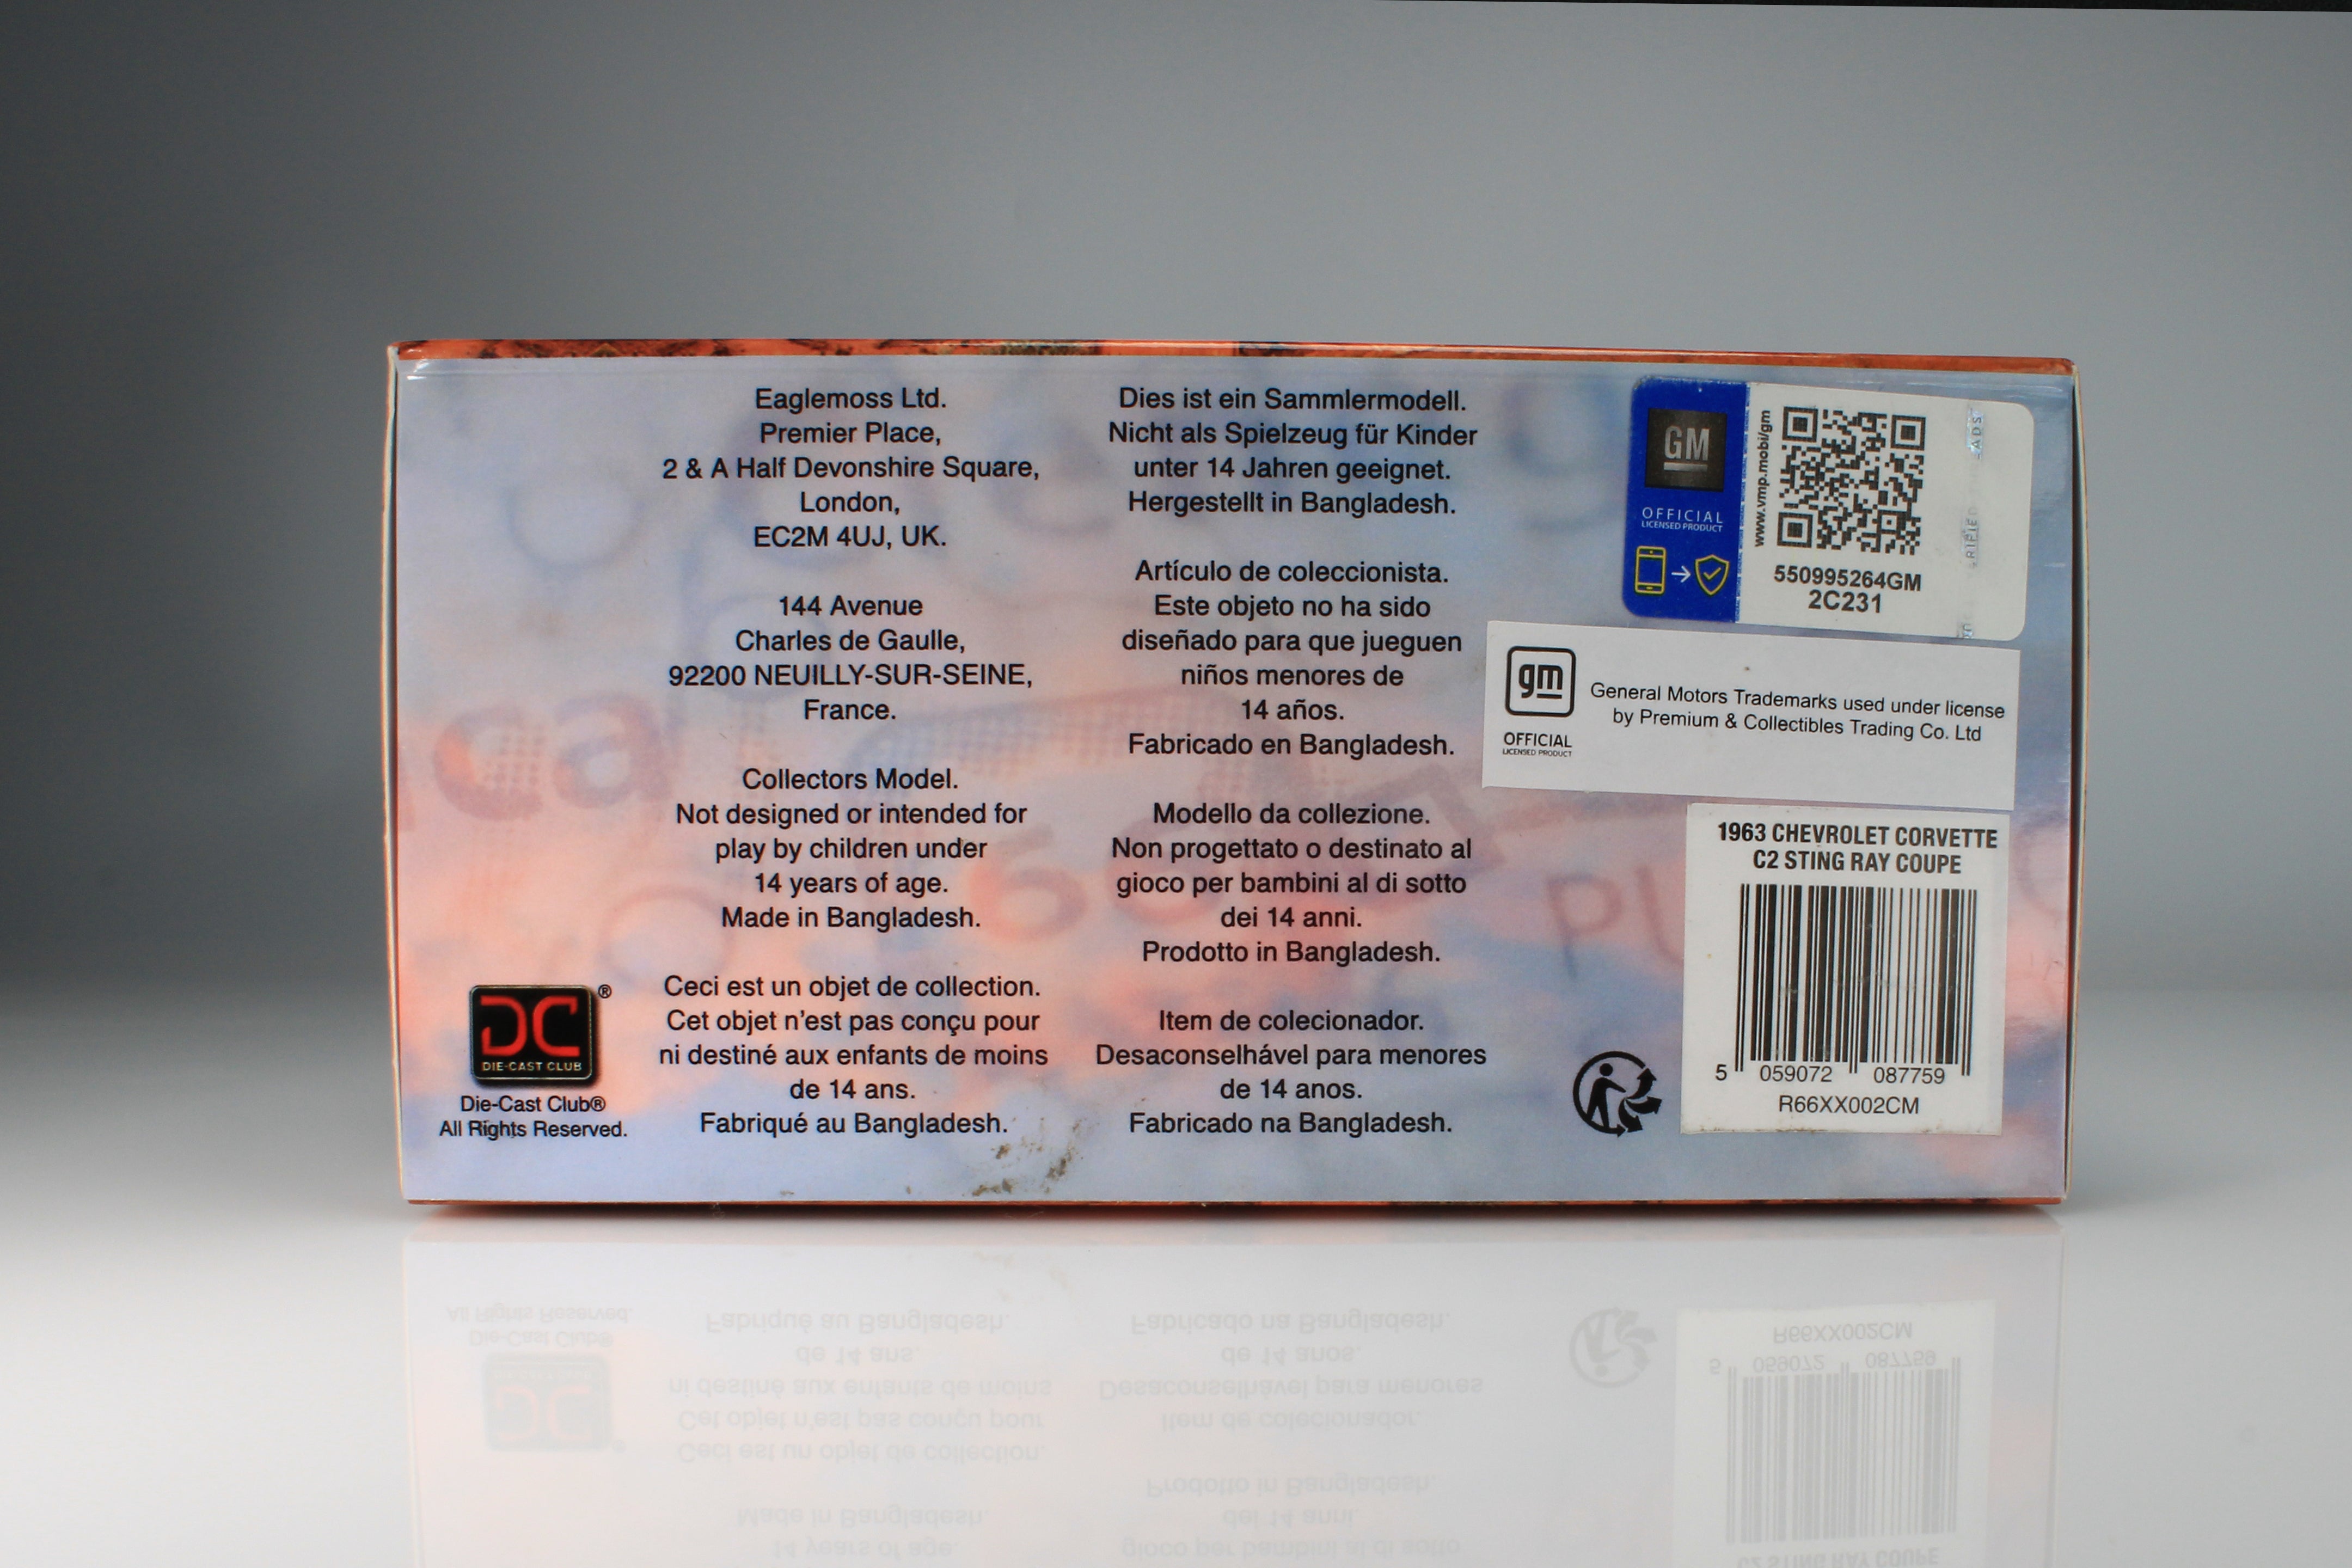 Eaglemoss Ltd.
Premier Place,
2 & A Half Devonshire Square,
London,
EC2M 4UJ, UK.
144 Avenue
Charles de Gaulle,
92200 NEUILLY-SUR-SEINE,
France.
Collectors Model.
Not designed or intended for
play by children under
14 years of age.
Made in Bangladesh.
Ceci est un objet de collection.
Cet objet n'est pas conçu pour
ni destiné aux enfants de moins
de 14 ans.
Fabriqué au Bangladesh.
DC ®
DIE-CAST CLUB
Die-Cast Club®
All Rights Reserved.
Dies ist ein Sammlermodell.
Nicht als Spielzeug für Kinder
unter 14 Jahren geeignet.
Hergestellt in Bangladesh.
Artículo de coleccionista.
Este objeto no ha sido
diseñado para que jueguen
niños menores de
14 años.
Fabricado en Bangladesh.
Modello da collezione.
Non progettato o destinato al
gioco per bambini al di sotto
dei 14 anni.
Prodotto in Bangladesh.
Item de colecionador.
Desaconselhável para menores
de 14 anos.
Fabricado na Bangladesh.
GM
OFFICIAL
LICENSED PRODUCT
www.vmp.mobi/gm
550995264GM
2C231
gm
OFFICIAL
LICENSED PRODUCT
General Motors Trademarks used under license
by Premium & Collectibles Trading Co. Ltd
1963 CHEVROLET CORVETTE
C2 STING RAY COUPE
5 059072 087759
R66XX002CM